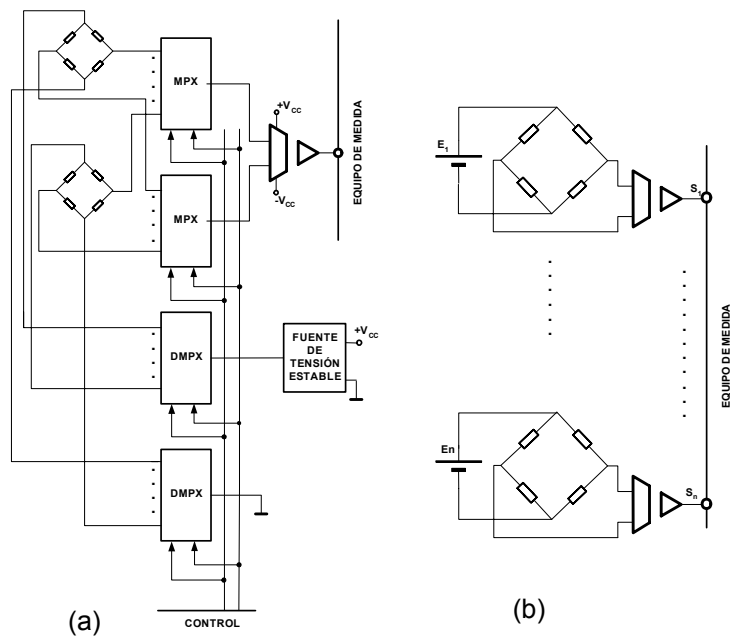 MPX
MPX
+Vcc
-Vcc
EQUIPO DE MEDIDA
DMPX
FUENTE
DE
TENSIÓN
ESTABLE
+Vcc
DMPX
CONTROL
(a)
E1
S1
En
Sn
EQUIPO DE MEDIDA
(b)